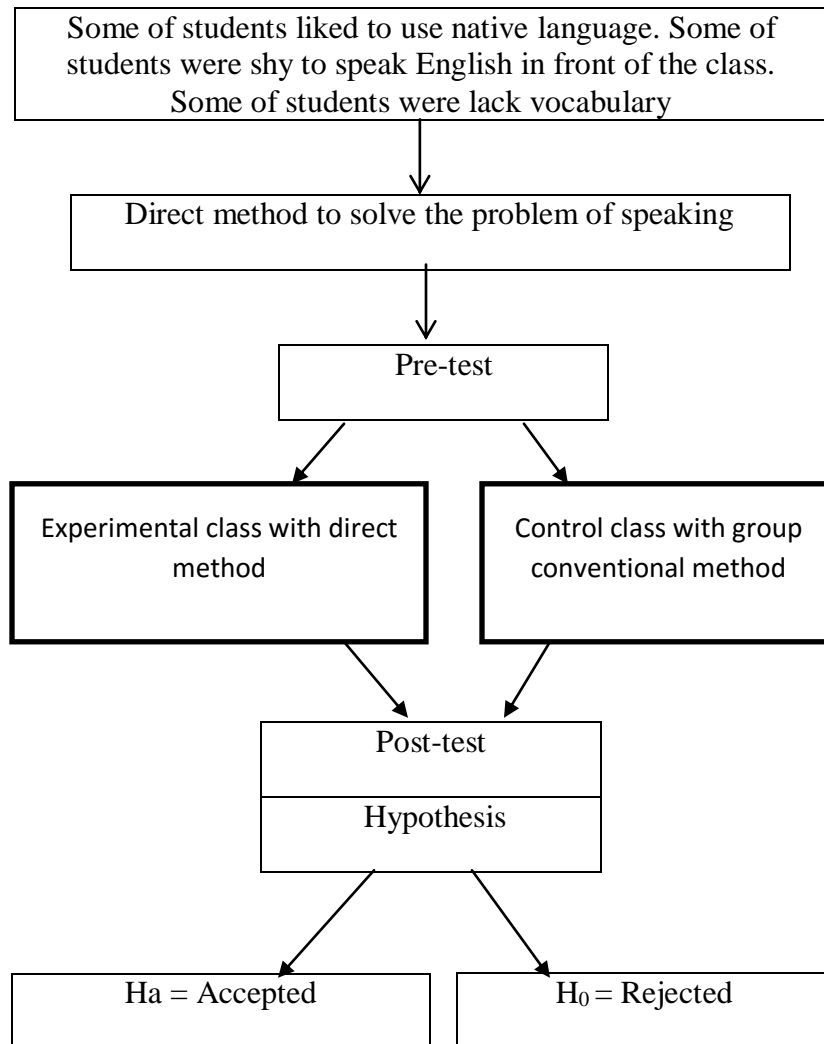 Some of students liked to use native language. Some of
students were shy to speak English in front of the class.
Some of students were lack vocabulary
Direct method to solve the problem of speaking
Pre-test
Experimental class with direct
method
Control class with group
conventional method
Post-test
Hypothesis
Ha = Accepted
H₀ = Rejected